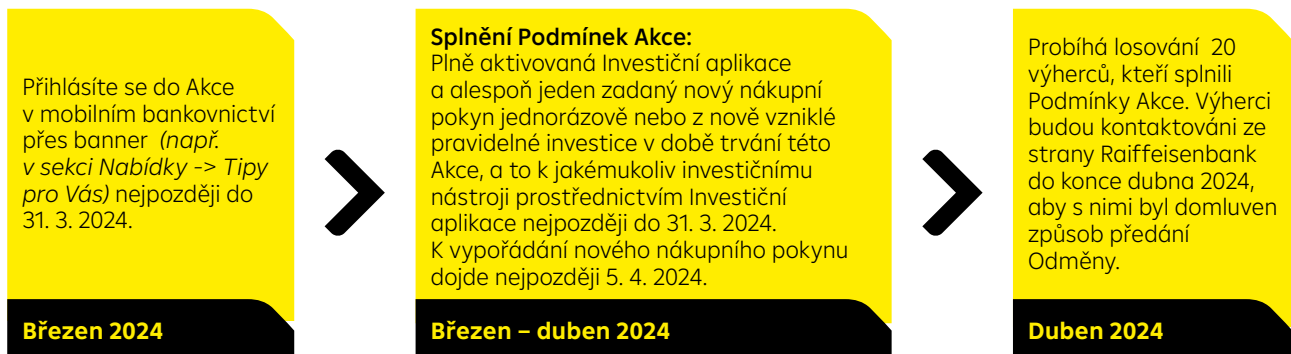 Přihlásíte se do Akce
v mobilním bankovnictví
přes banner (např.
v sekci Nabídky -> Tipy
pro Vás) nejpozději do
31. 3. 2024.
Březen 2024
Splnění Podmínek Akce:
Plně aktivovaná Investiční aplikace
a alespoň jeden zadaný nový nákupní
pokyn jednorázově nebo z nově vzniklé
pravidelné investice v době trvání této
Akce, a to k jakémukoliv investičnímu
nástroji prostřednictvím Investiční
aplikace nejpozději do 31. 3. 2024.
K vypořádání nového nákupního pokynu
dojde nejpozději 5. 4. 2024.
Březen – duben 2024
Probíhá losování 20
výherců, kteří splnili
Podmínky Akce. Výherci
budou kontaktováni ze
strany Raiffeisenbank
do konce dubna 2024,
aby s nimi byl domluven
způsob předání
Odměny.
Duben 2024